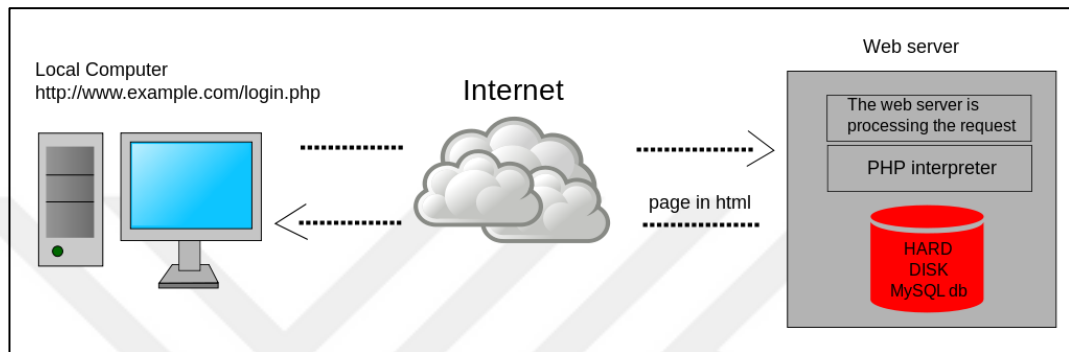 Local Computer
http://www.example.com/login.php
Internet
page in html
Web server
The web server is
processing the request
PHP interpreter
HARD
DISK
MySQL db